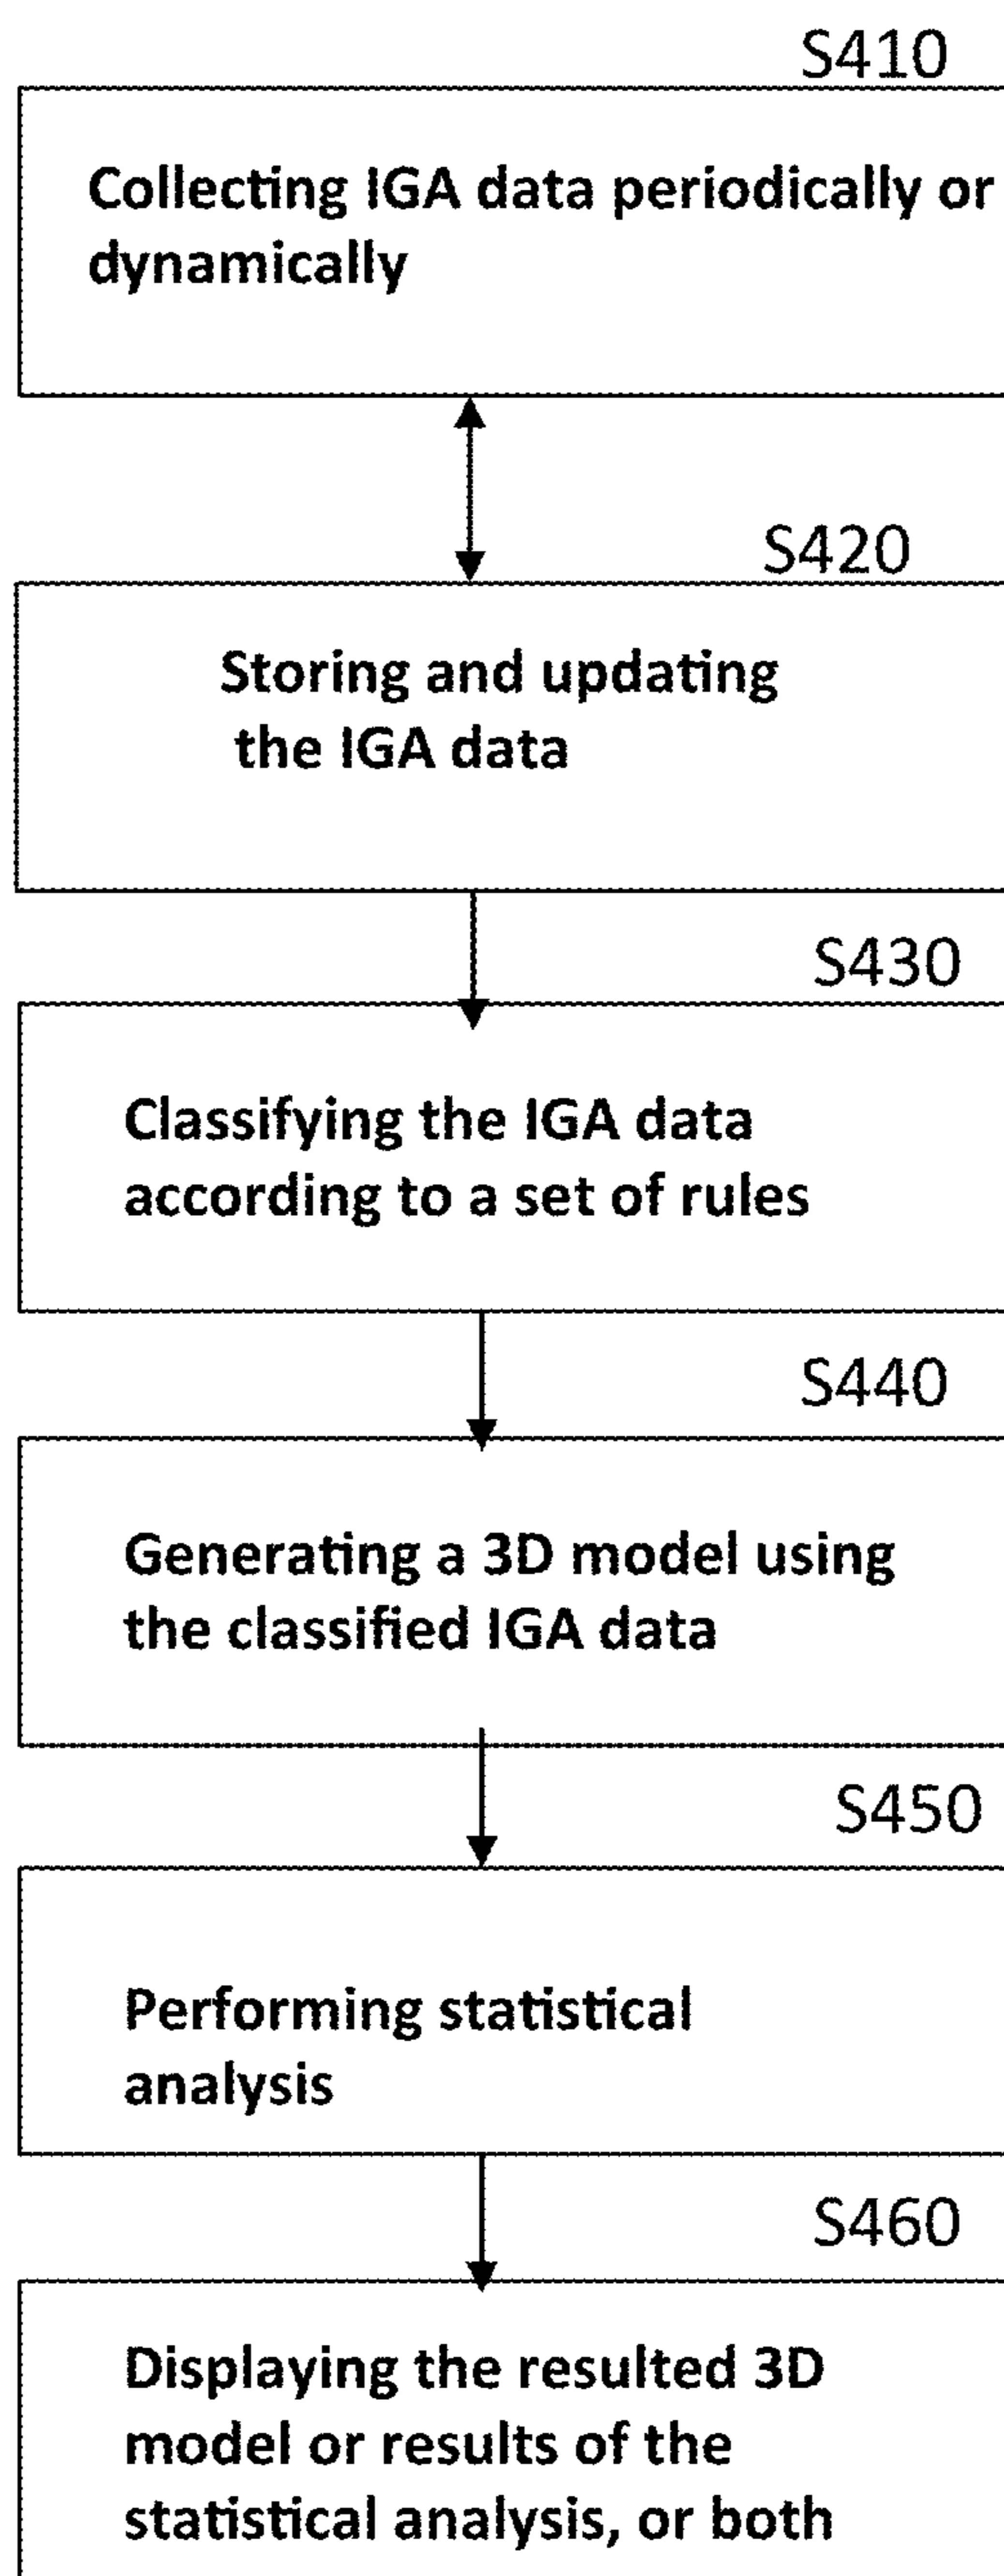 S410
Collecting IGA data periodically or
dynamically
S420
Storing and updating
the IGA data
S430
Classifying the IGA data
according to a set of rules
S440
Generating a 3D model using
the classified IGA data
S450
Performing statistical
analysis
S460
Displaying the resulted 3D
model or results of the
statistical analysis, or both